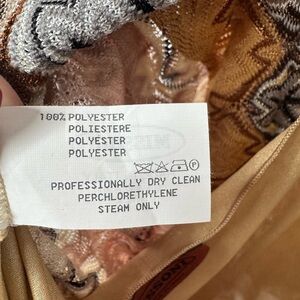 100% POLYESTER
POLIESTERE
POLYESTER
POLYESTER
PROFESSIONALLY DRY CLEAN
PERCHLORETHYLENE
STEAM ONLY